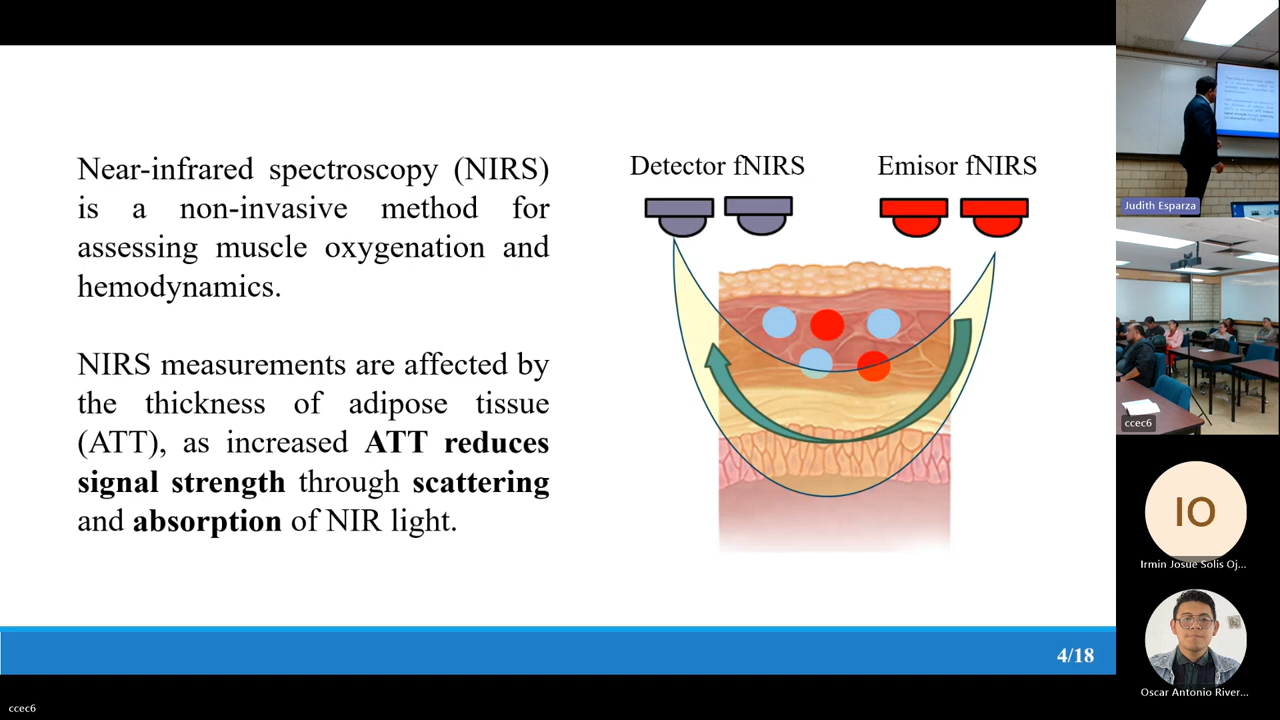 Near-infrared spectroscopy (NIRS)
is a non-invasive method for
assessing muscle oxygenation and
hemodynamics.
NIRS measurements are affected by
the thickness of adipose tissue
(ATT), as increased ATT reduces
signal strength through scattering
and absorption of NIR light.
Detector fNIRS
Emisor fNIRS
4/18
Judith Esparza
ccec6
IO
Irmin Josue Solis Oj...
Oscar Antonio River...
ccec6